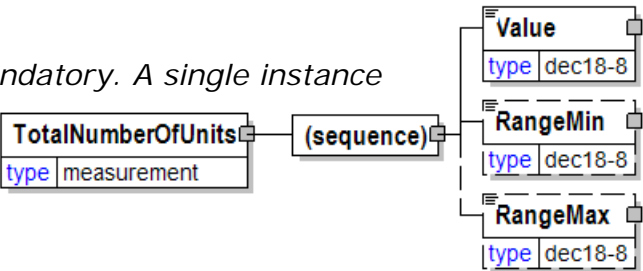 ndatory. A single instance
TotalNumberOfUnits
type measurement
(sequence)
Value
type dec18-8
RangeMin
type dec18-8
RangeMax
type dec18-8